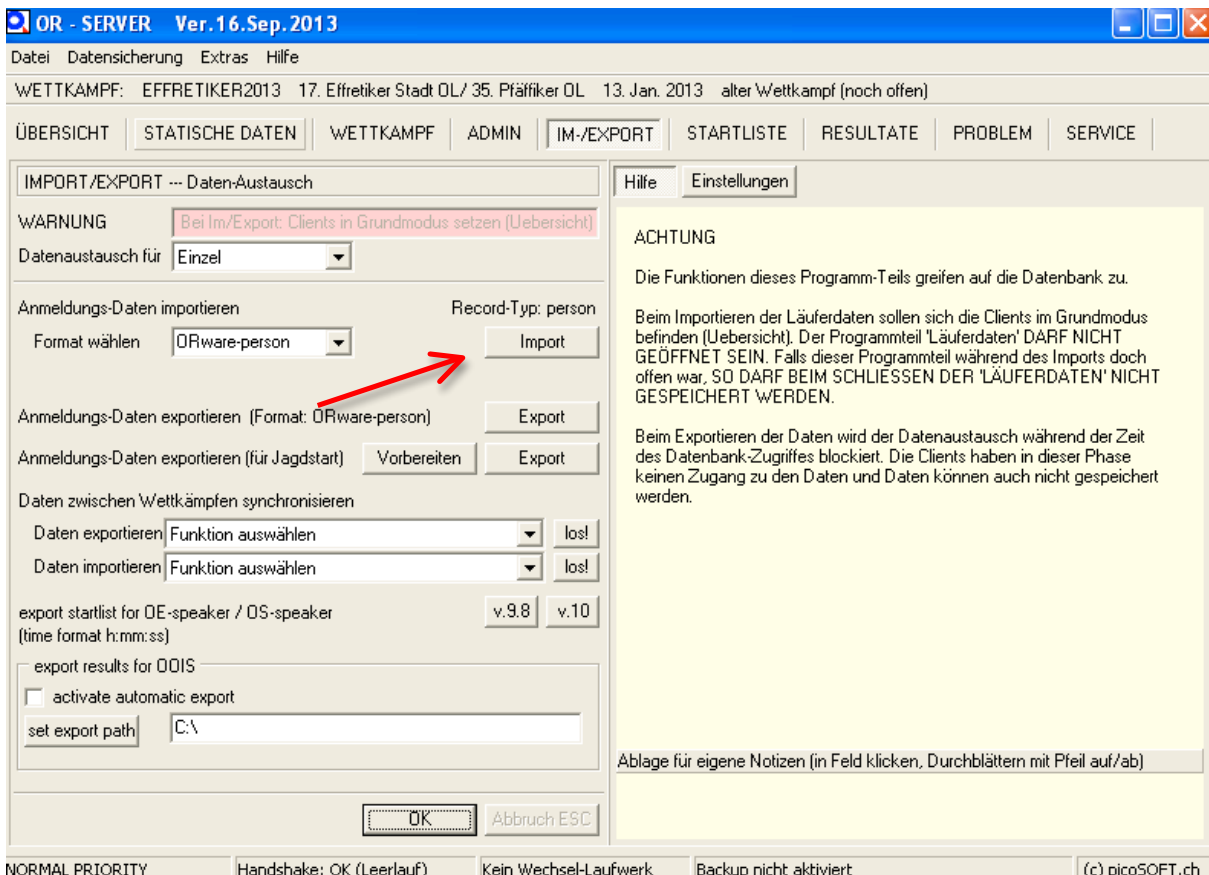 OR - SERVER Ver.16.Sep.2013
Datei Datensicherung Extras Hilfe
WETTKAMPF: EFFRETIKER2013 17. Effretiker Stadt OL/ 35. Pfäffiker OL 13. Jan. 2013 alter Wettkampf (noch offen)
ÜBERSICHT STATISCHE DATEN WETTKAMPF ADMIN IM-/EXPORT STARTLISTE RESULTATE PROBLEM SERVICE
IMPORT/EXPORT --- Daten-Austausch
WARNUNG Bei Im/Export: Clients in Grundmodus setzen (Uebersicht)
Datenaustausch für Einzel
Anmeldungs-Daten importieren Record-Typ: person
Format wählen ORware-person Import
Anmeldungs-Daten exportieren (Format: ORware-person) Export
Anmeldungs-Daten exportieren (für Jagdstart) Vorbereiten Export
Daten zwischen Wettkämpfen synchronisieren
Daten exportieren Funktion auswählen los!
Daten importieren Funktion auswählen los!
export startlist for OE-speaker / OS-speaker v.9.8 v.10
(time format h:mm:ss)
export results for OOIS
activate automatic export
set export path C:\
OK Abbruch ESC
Hilfe Einstellungen
ACHTUNG
Die Funktionen dieses Programm-Teils greifen auf die Datenbank zu.
Beim Importieren der Läuferdaten sollen sich die Clients im Grundmodus
befinden (Uebersicht). Der Programmteil 'Läuferdaten' DARF NICHT
GEÖFFNET SEIN. Falls dieser Programmteil während des Imports doch
offen war, SO DARF BEIM SCHLIESSEN DER 'LÄUFERDATEN' NICHT
GESPEICHERT WERDEN.
Beim Exportieren der Daten wird der Datenaustausch während der Zeit
des Datenbank-Zugriffes blockiert. Die Clients haben in dieser Phase
keinen Zugang zu den Daten und Daten können auch nicht gespeichert
werden.
Ablage für eigene Notizen (in Feld klicken, Durchblättern mit Pfeil auf/ab)
NORMAL PRIORITY Handshake: OK (Leerlauf) Kein Wechsel-Laufwerk Backup nicht aktiviert (c) picoSOFT.ch